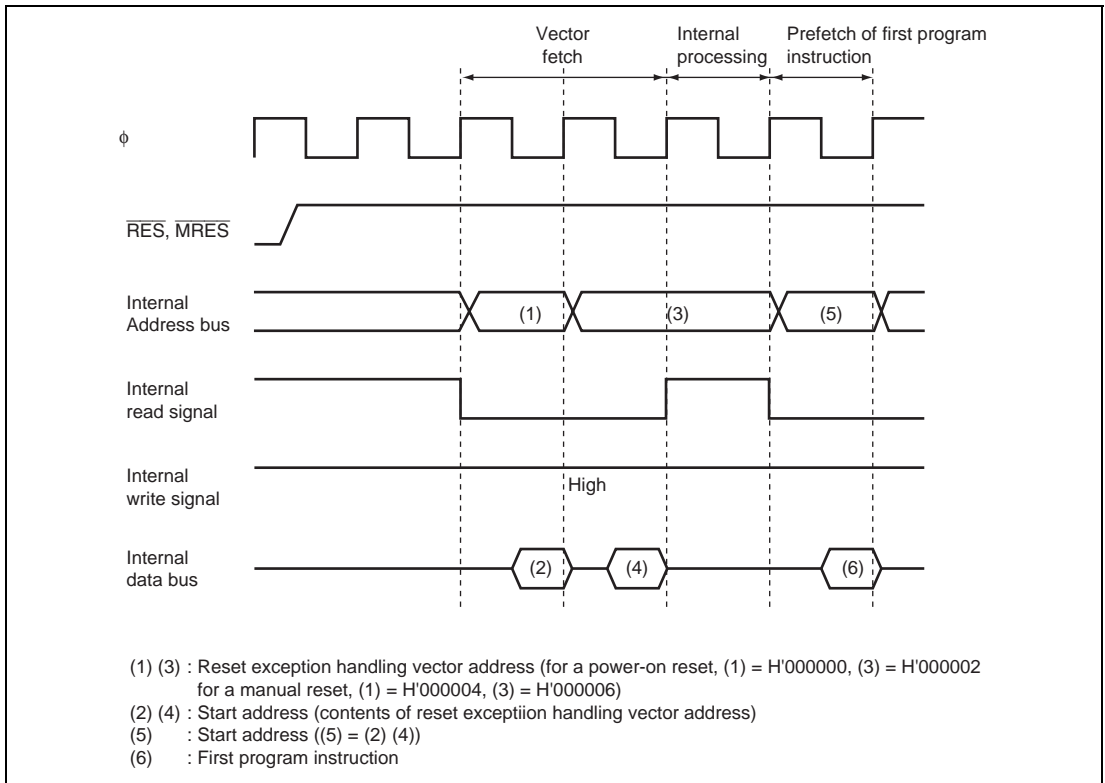 Vector
fetch
Internal
processing
Prefetch of first program
instruction
φ
RES, MRES
Internal
Address bus
(1)
(3)
(5)
Internal
read signal
Internal
write signal
High
Internal
data bus
(2)
(4)
(6)
(1) (3) : Reset exception handling vector address (for a power-on reset, (1) = H'000000, (3) = H'000002
for a manual reset, (1) = H'000004, (3) = H'000006)
(2) (4) : Start address (contents of reset exceptiion handling vector address)
(5) : Start address ((5) = (2) (4))
(6) : First program instruction